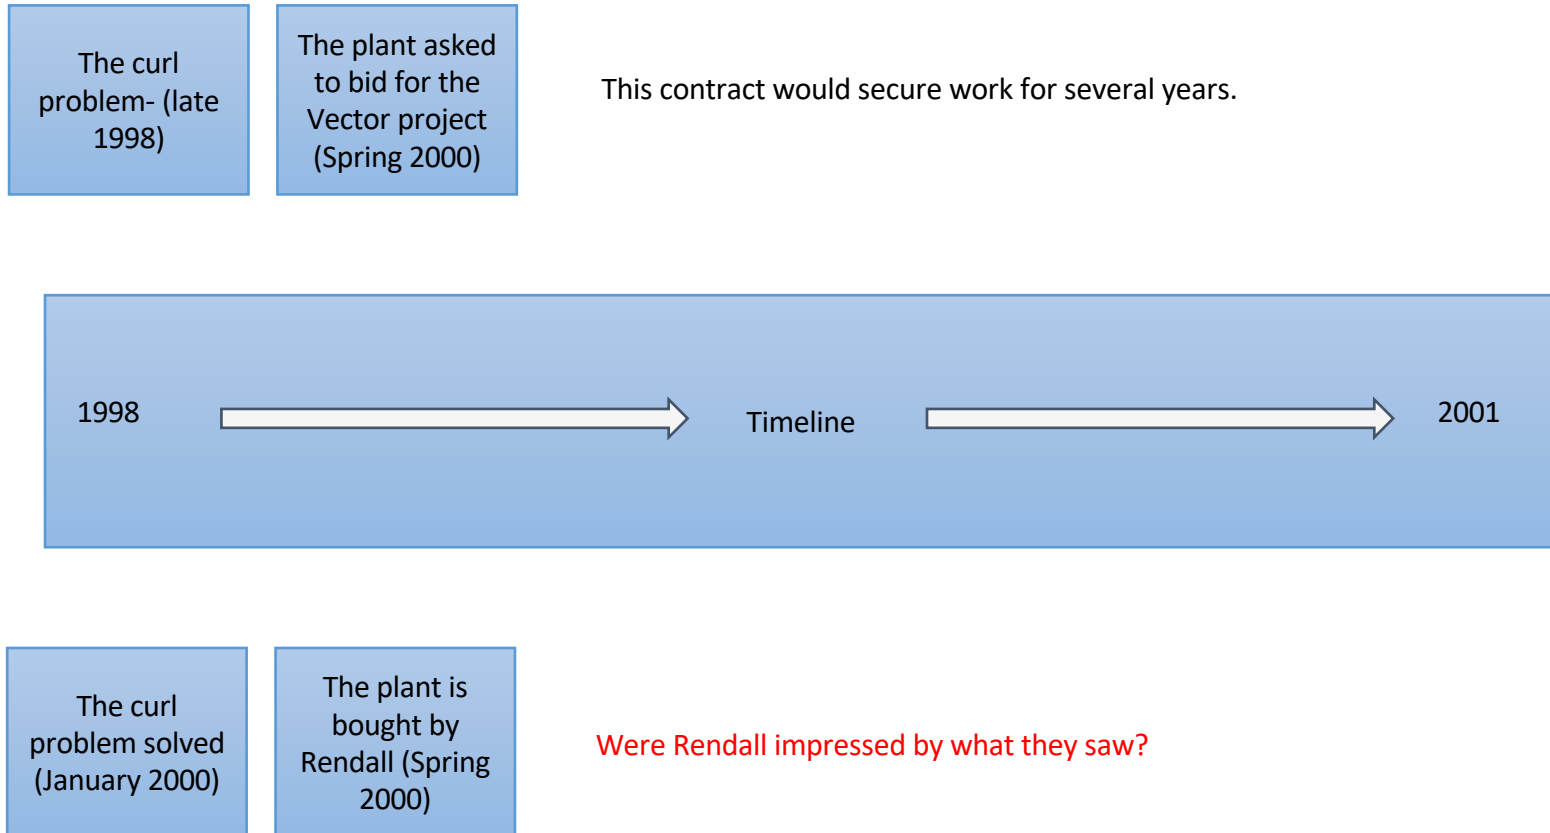 The curl
problem- (late
1998)
The plant asked
to bid for the
Vector project
(Spring 2000)
This contract would secure work for several years.
1998
Timeline
2001
The curl
problem solved
(January 2000)
The plant is
bought by
Rendall (Spring
2000)
Were Rendall impressed by what they saw?